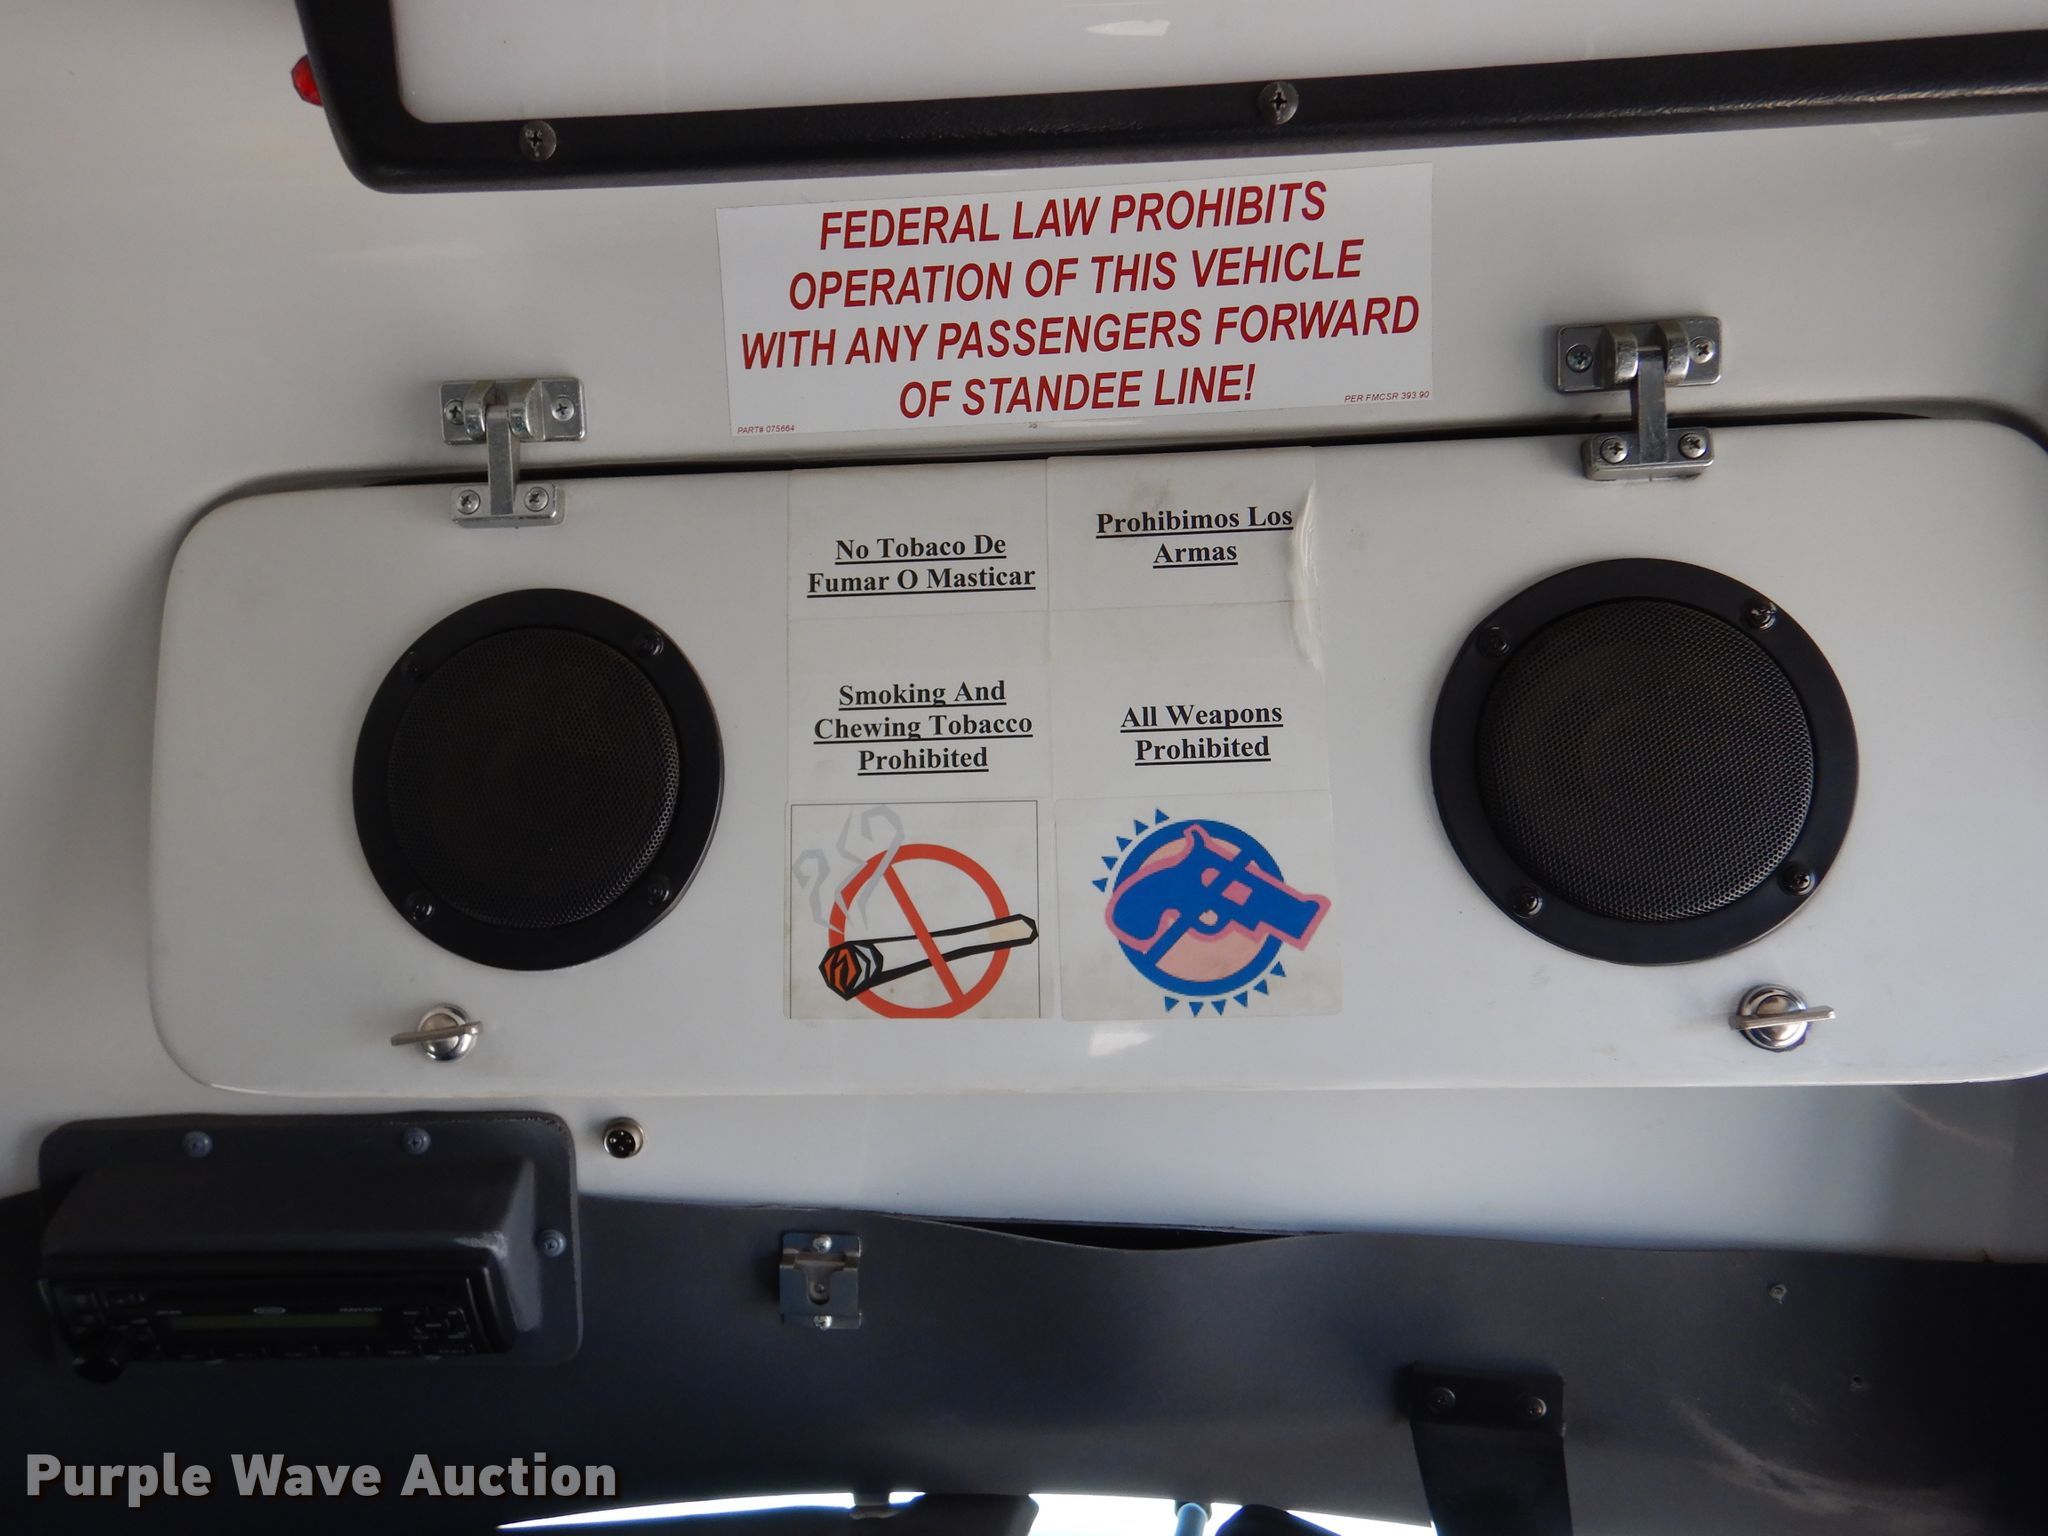 FEDERAL LAW PROHIBITS
OPERATION OF THIS VEHICLE
WITH ANY PASSENGERS FORWARD
OF STANDEE LINE!
PART# 075664
PER FMCSR 393.90
No Tobaco De
Fumar O Masticar
Prohibimos Los
Armas
Smoking And
Chewing Tobacco
Prohibited
All Weapons
Prohibited
Purple Wave Auction